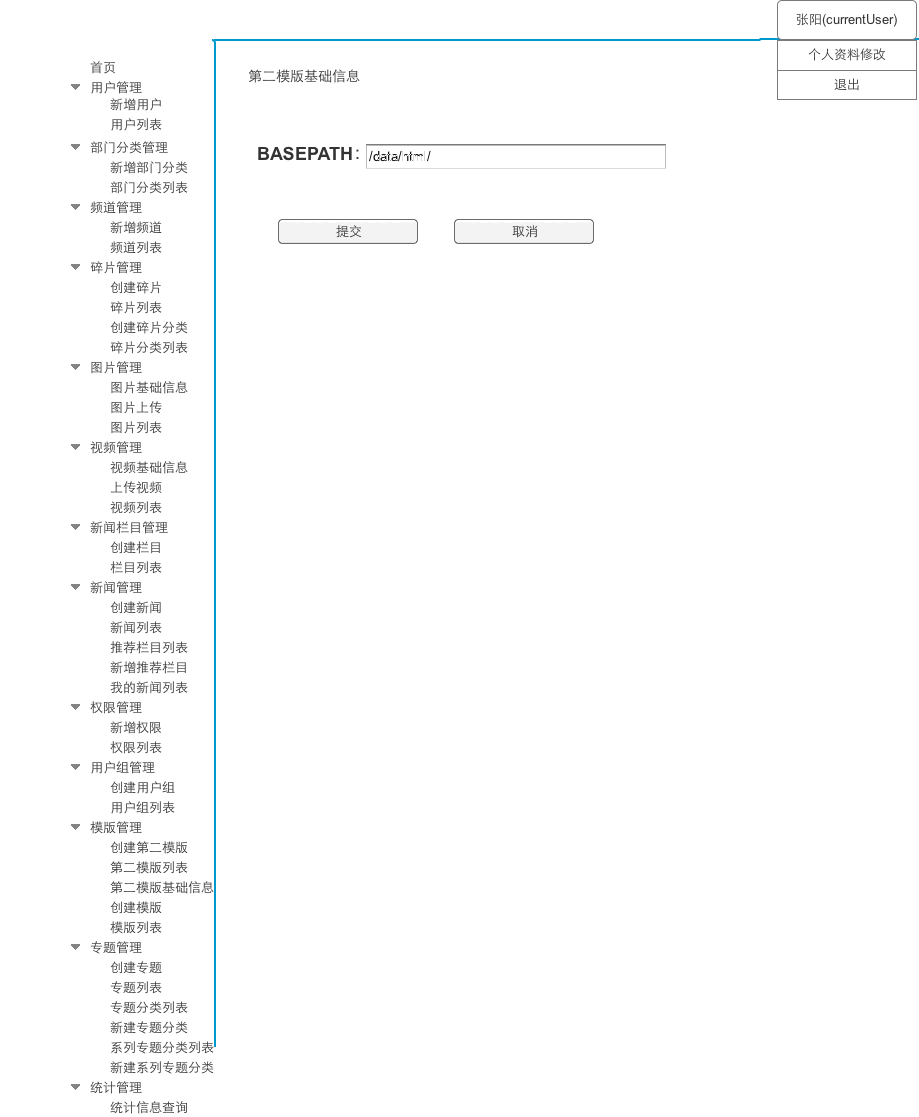 张阳(currentUser)
个人资料修改
退出
首页
用户管理
新增用户
用户列表
部门分类管理
新增部门分类
部门分类列表
频道管理
新增频道
频道列表
碎片管理
创建碎片
碎片列表
创建碎片分类
碎片分类列表
图片管理
图片基础信息
图片上传
图片列表
视频管理
视频基础信息
上传视频
视频列表
新闻栏目管理
创建栏目
栏目列表
新闻管理
创建新闻
新闻列表
推荐栏目列表
新增推荐栏目
我的新闻列表
权限管理
新增权限
权限列表
用户组管理
创建用户组
用户组列表
模版管理
创建第二模版
第二模版列表
第二模版基础信息
创建模版
模版列表
专题管理
创建专题
专题列表
专题分类列表
新建专题分类
系列专题分类列表
新建系列专题分类
统计管理
统计信息查询
第二模版基础信息
BASEPATH： /data/html/
提交 取消